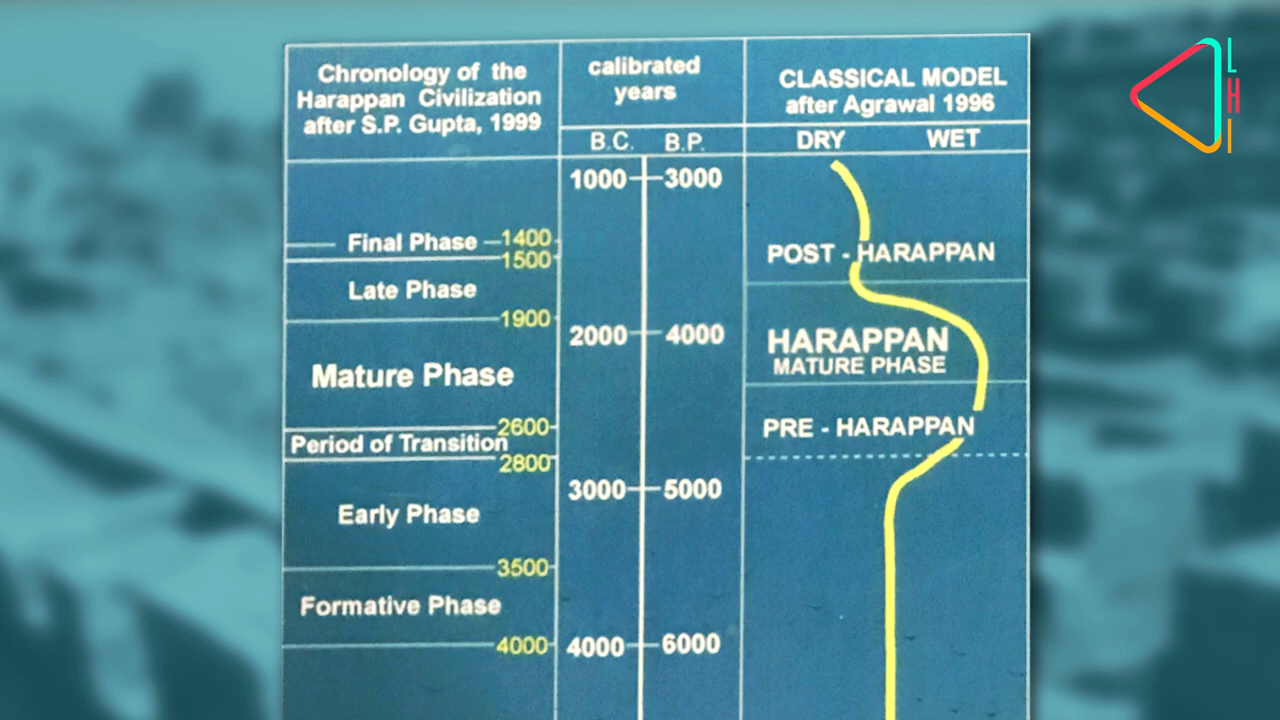 Chronology of the
Harappan Civilization
after S.P. Gupta, 1999
calibrated
years
B.C. B.P.
CLASSICAL MODEL
after Agrawal 1996
DRY WET
1000 3000
Final Phase 1400
1500
POST - HARAPPAN
Late Phase
1900
2000 4000
HARAPPAN
MATURE PHASE
Mature Phase
2600
PRE - HARAPPAN
Period of Transition
2800
3000 5000
Early Phase
3500
Formative Phase
4000
4000 6000
L
H
I